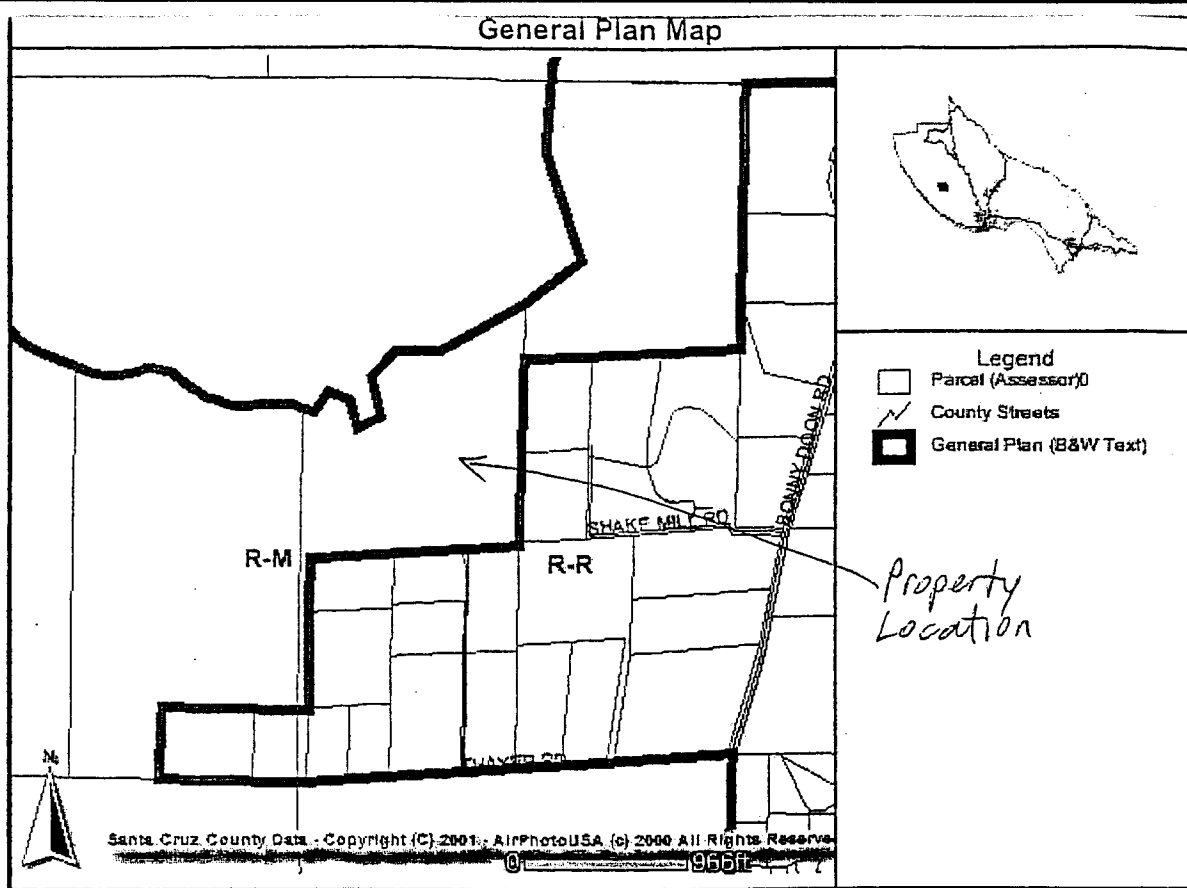 General Plan Map
Legend
Parcel (Assessor)0
County Streets
General Plan (B&W Text)
BONNY DOON RD
SHAKE MILL RD
R-M
R-R
Property
Location
N
Santa Cruz County Data - Copyright (C) 2001 - AirPhotoUSA (c) 2000 All Rights Reserve
0 966ft